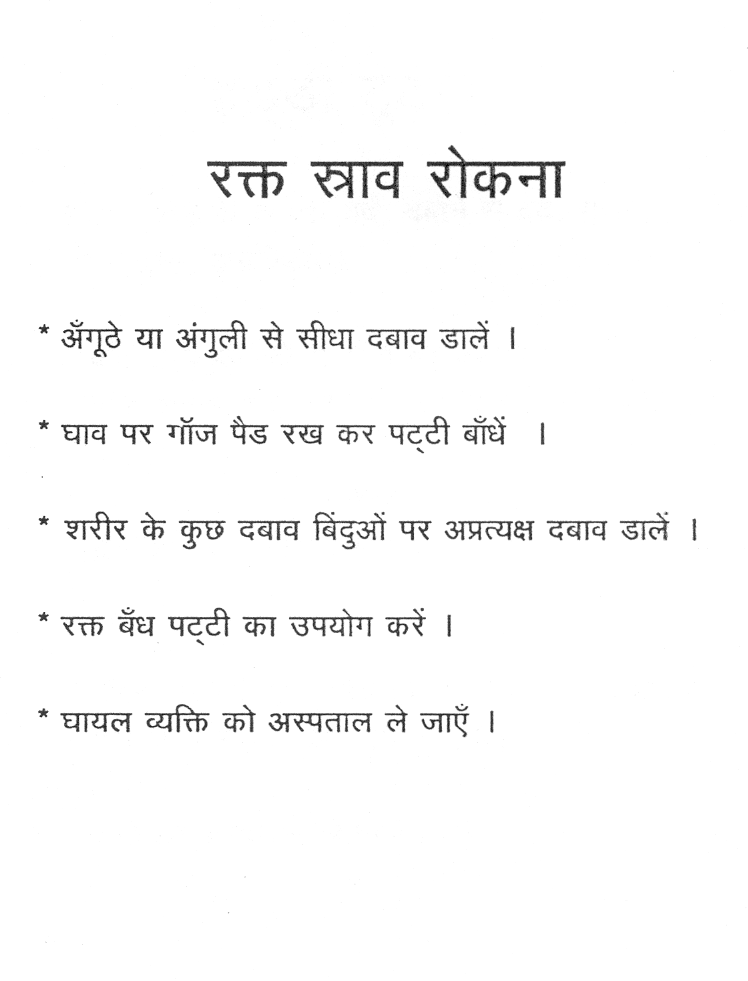 रक्त स्त्राव रोकना
* अँगूठे या अंगुली से सीधा दबाव डालें ।
* घाव पर गॉज पैड रख कर पट्‌टी बाँधें ।
* शरीर के कुछ दबाव बिंदुओं पर अप्रत्यक्ष दबाव डालें ।
* रक्त बँध पट्‌टी का उपयोग करें ।
* घायल व्यक्ति को अस्पताल ले जाएँ ।